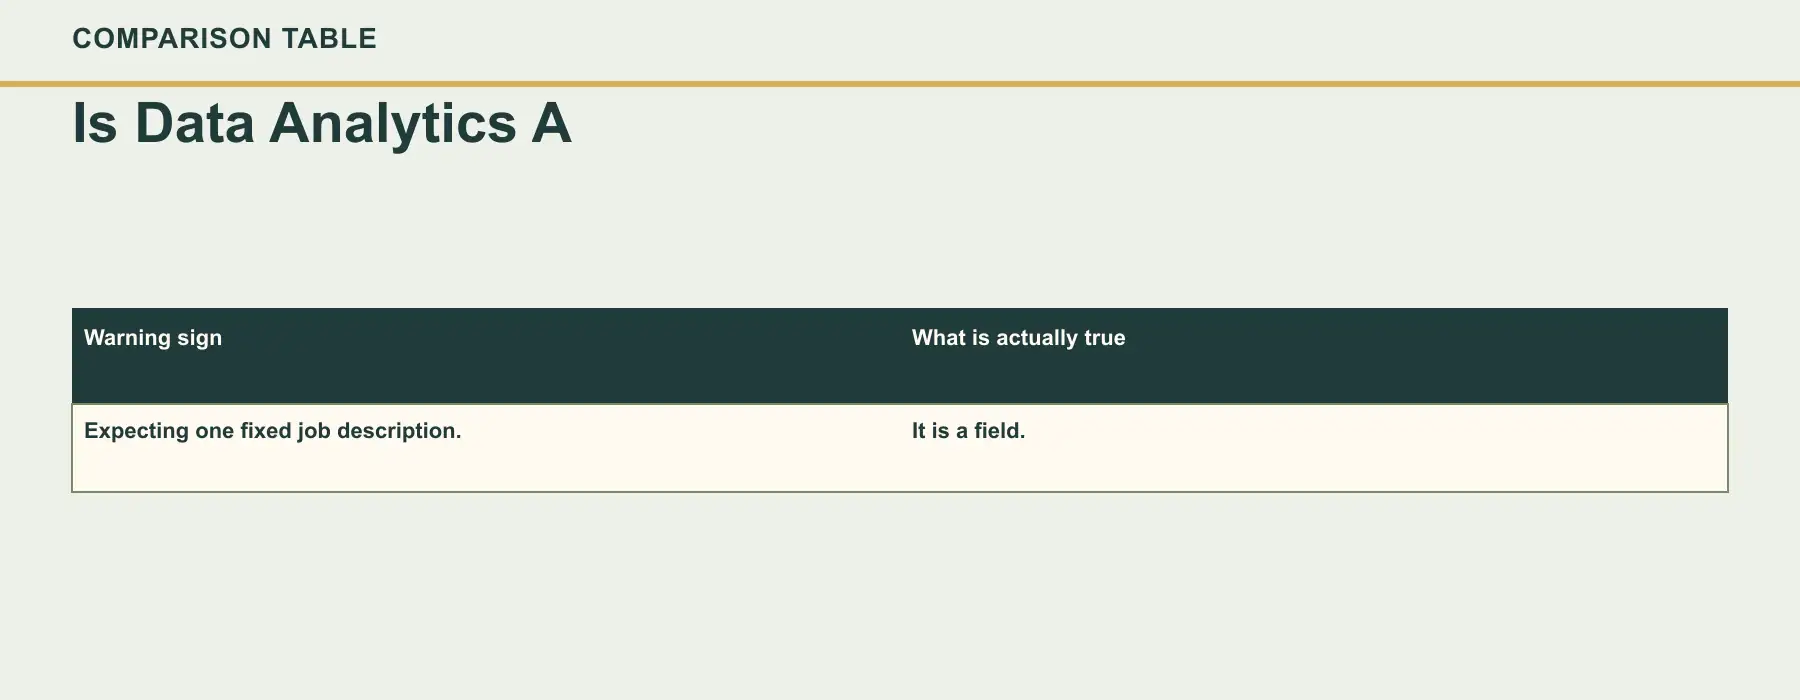 COMPARISON TABLE
Is Data Analytics A
Warning sign
What is actually true
Expecting one fixed job description.
It is a field.